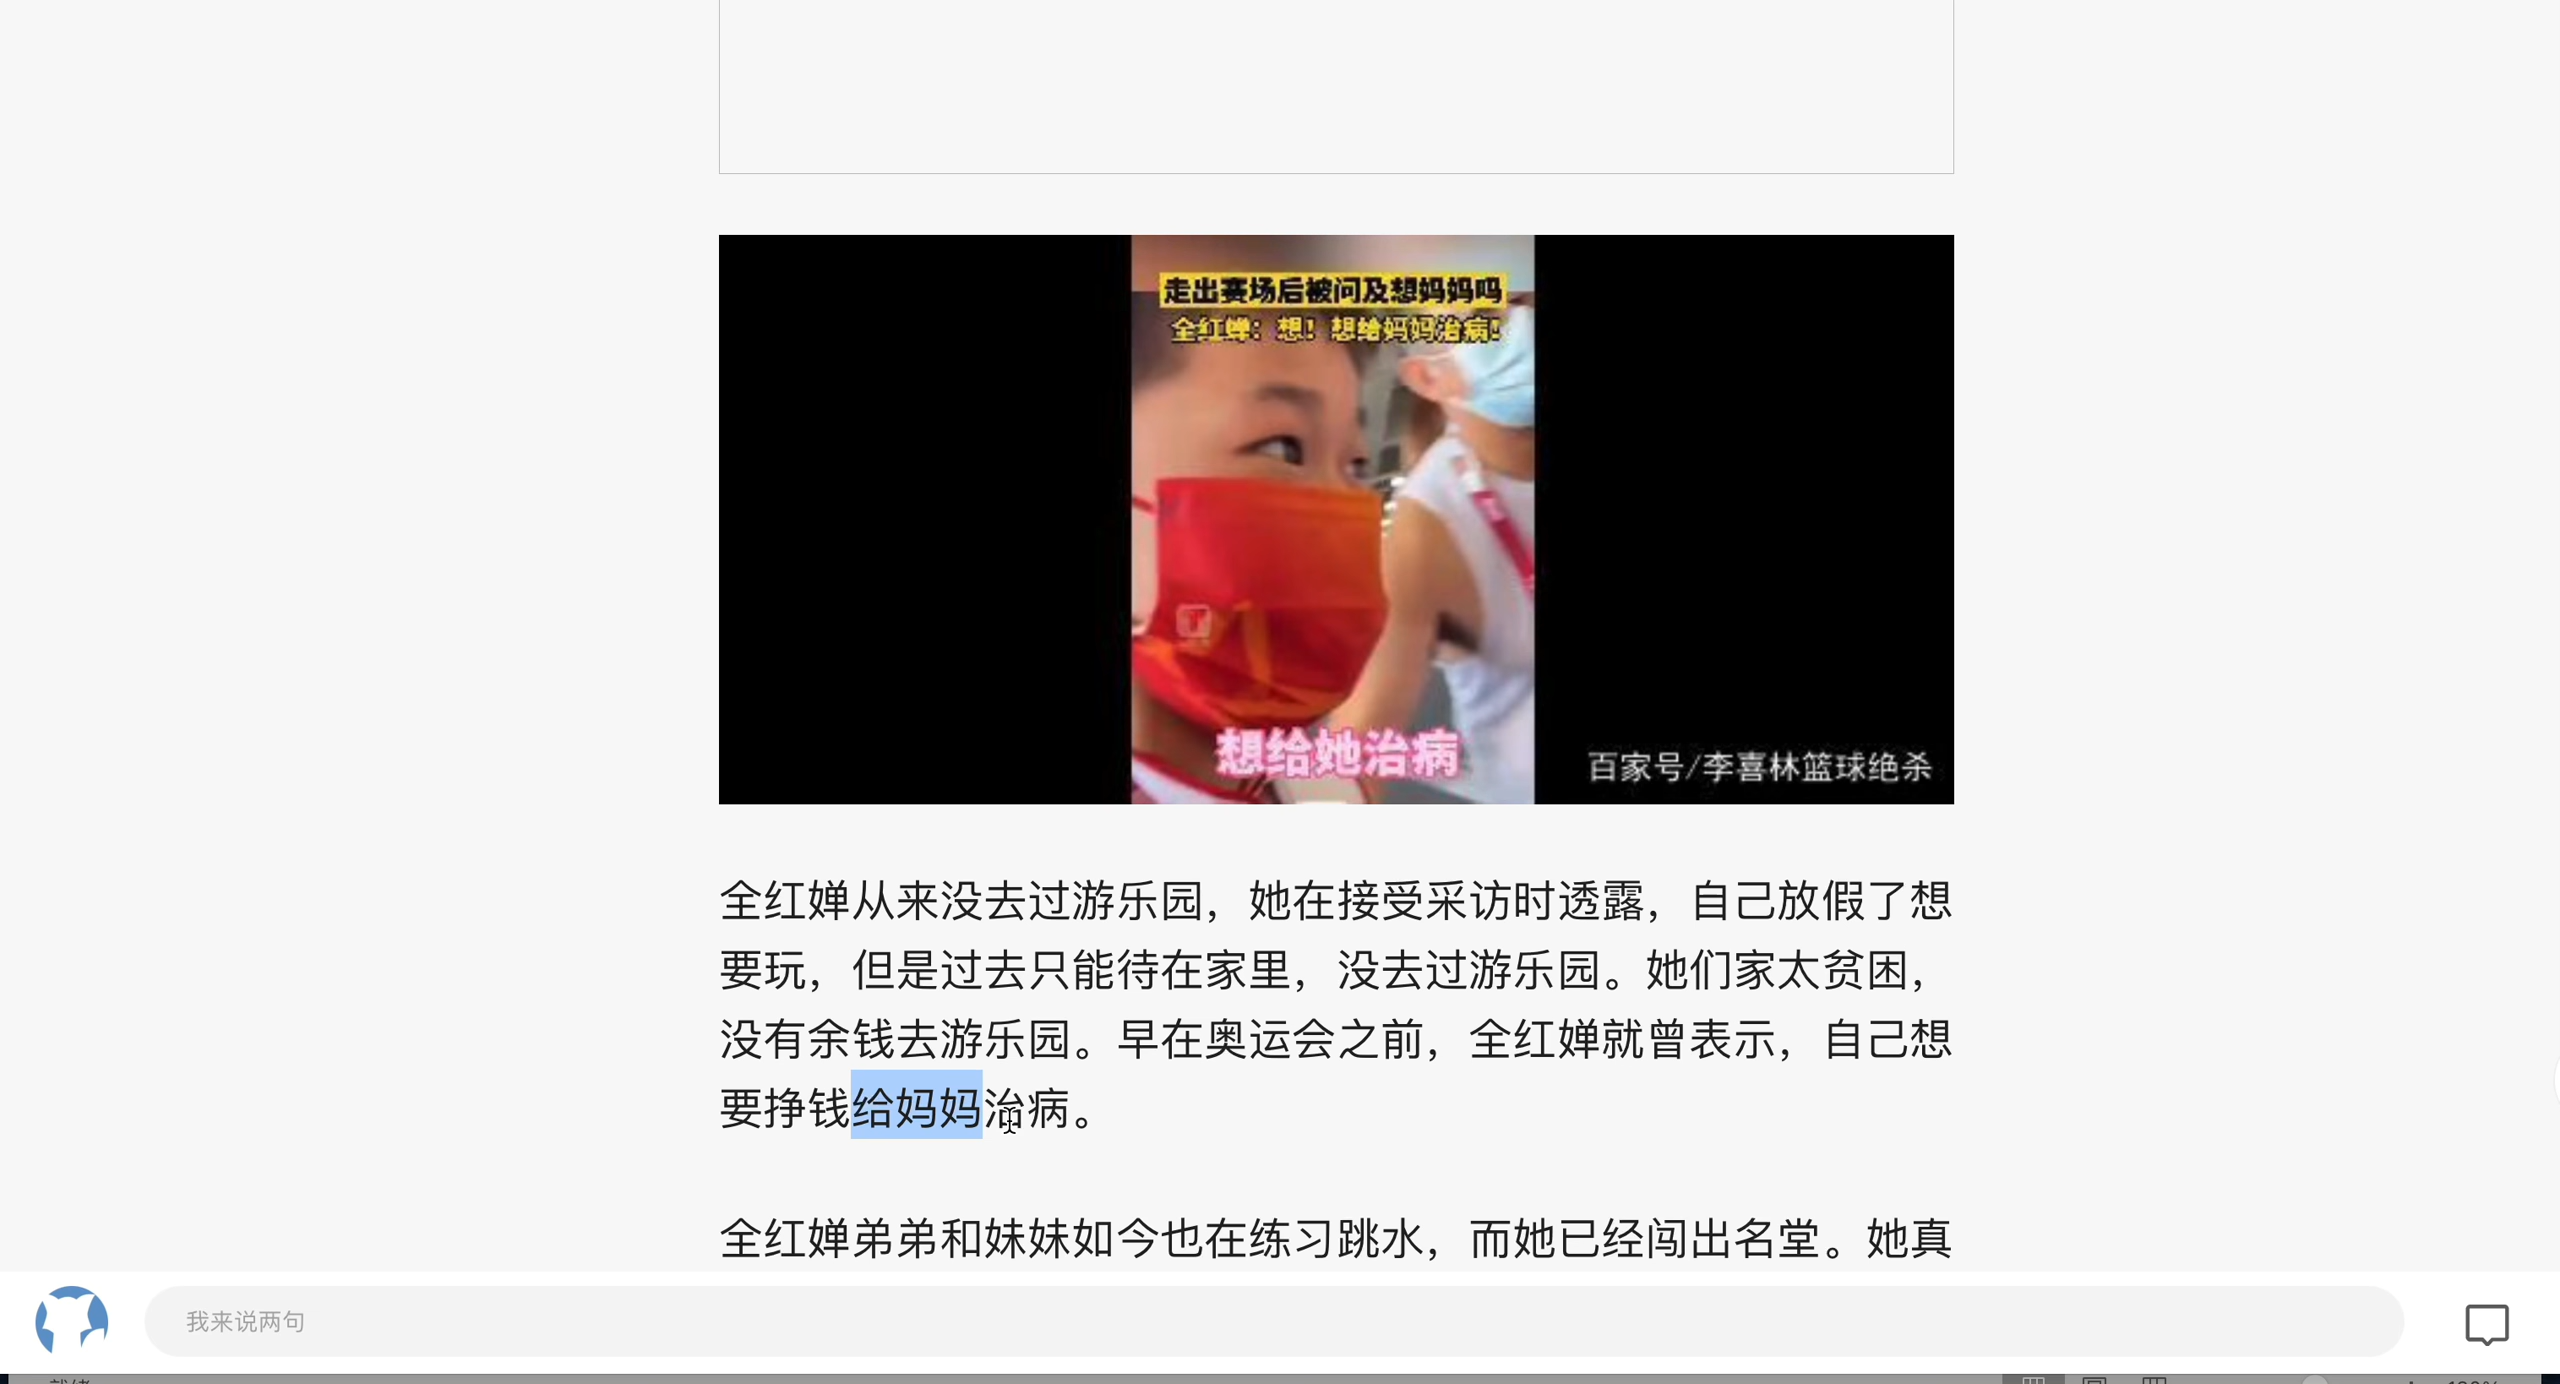 走出赛场后被问及想妈妈吗
全红婵：想！想给妈妈治病！
想给她治病
百家号/李喜林篮球绝杀
全红婵从来没去过游乐园，她在接受采访时透露，自己放假了想
要玩，但是过去只能待在家里，没去过游乐园。她们家太贫困，
没有余钱去游乐园。早在奥运会之前，全红婵就曾表示，自己想
要挣钱给妈妈治病。
全红婵弟弟和妹妹如今也在练习跳水，而她已经闯出名堂。她真
我来说两句